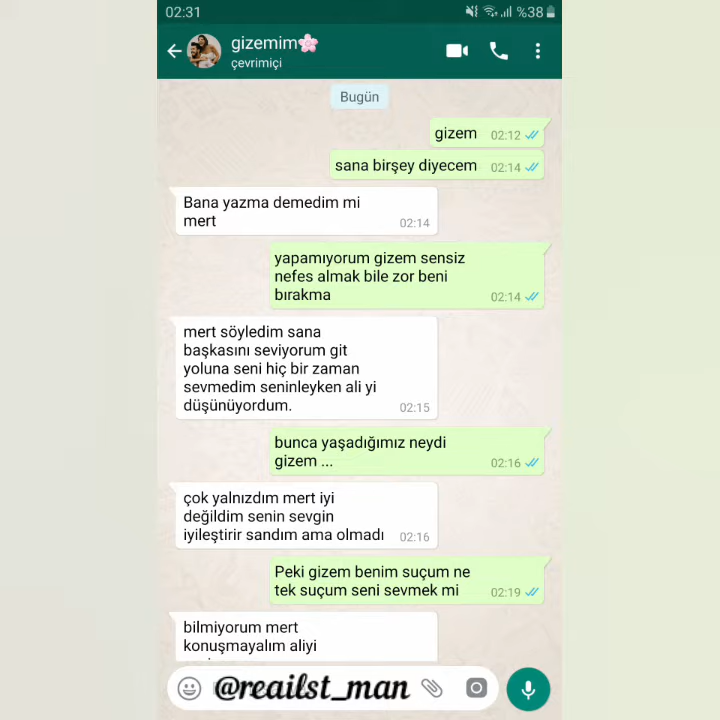 02:31 %38
gizemim
çevrimiçi
Bugün
gizem 02:12
sana birşey diyecem 02:14
Bana yazma demedim mi
mert 02:14
yapamıyorum gizem sensiz
nefes almak bile zor beni
bırakma 02:14
mert söyledim sana
başkasını seviyorum git
yoluna seni hiç bir zaman
sevmedim seninleyken ali yi
düşünüyordum. 02:15
bunca yaşadığımız neydi
gizem ... 02:16
çok yalnızdım mert iyi
değildim senin sevgin
iyileştirir sandım ama olmadı 02:16
Peki gizem benim suçum ne
tek suçum seni sevmek mi 02:19
bilmiyorum mert
konuşmayalım aliyi
@reailst_man